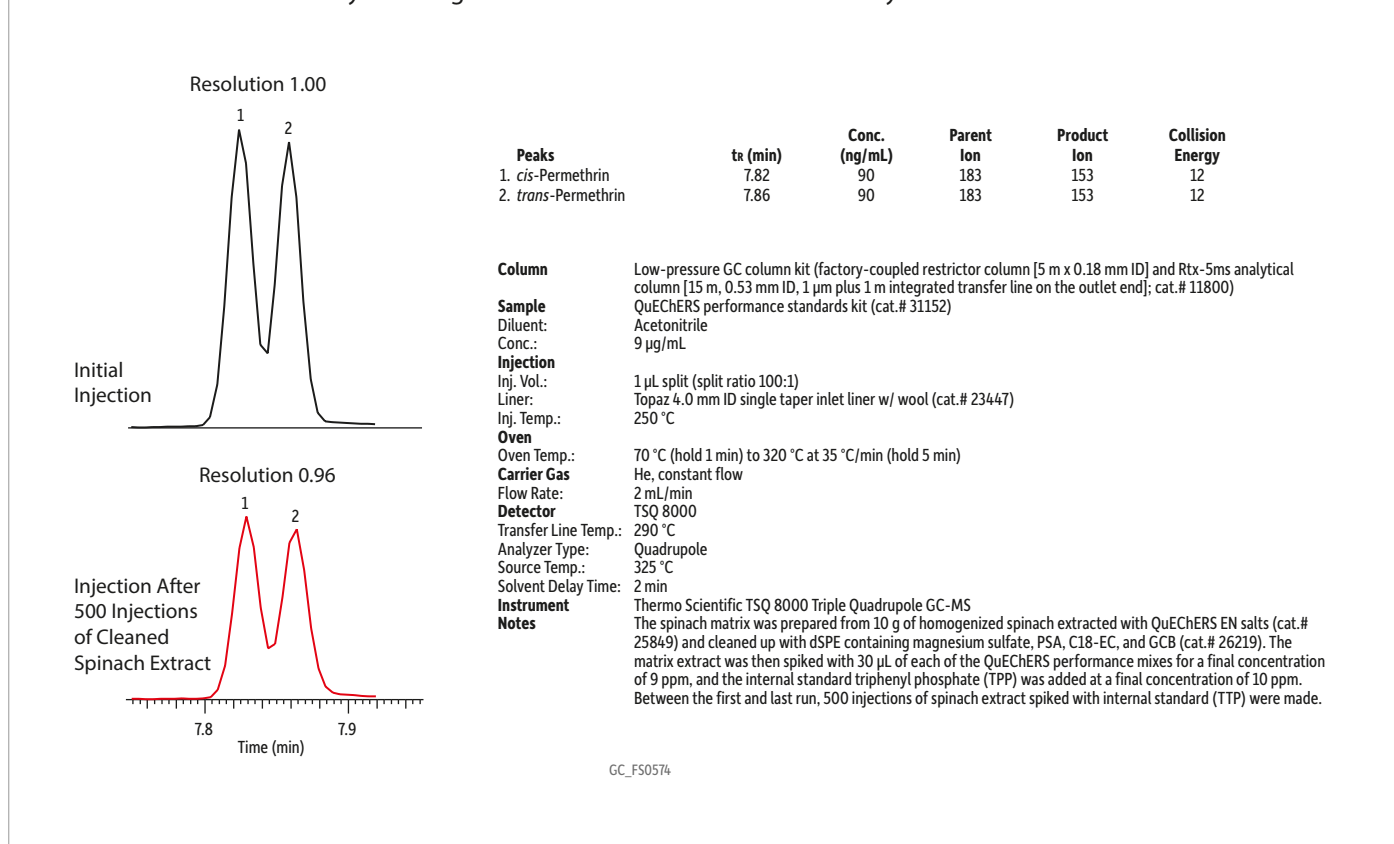 Resolution 1.00
1
2
Initial
Injection
Resolution 0.96
1
2
Injection After
500 Injections
of Cleaned
Spinach Extract
7.8
7.9
Time (min)
Peaks tR (min) Conc. (ng/mL) Parent Ion Product Ion Collision Energy
1. cis-Permethrin 7.82 90 183 153 12
2. trans-Permethrin 7.86 90 183 153 12
Column Low-pressure GC column kit (factory-coupled restrictor column [5 m x 0.18 mm ID] and Rtx-5ms analytical
column [15 m, 0.53 mm ID, 1 µm plus 1 m integrated transfer line on the outlet end]; cat.# 11800)
Sample QuEChERS performance standards kit (cat.# 31152)
Diluent: Acetonitrile
Conc.: 9 µg/mL
Injection
Inj. Vol.: 1 µL split (split ratio 100:1)
Liner: Topaz 4.0 mm ID single taper inlet liner w/ wool (cat.# 23447)
Inj. Temp.: 250 °C
Oven
Oven Temp.: 70 °C (hold 1 min) to 320 °C at 35 °C/min (hold 5 min)
Carrier Gas He, constant flow
Flow Rate: 2 mL/min
Detector TSQ 8000
Transfer Line Temp.: 290 °C
Analyzer Type: Quadrupole
Source Temp.: 325 °C
Solvent Delay Time: 2 min
Instrument Thermo Scientific TSQ 8000 Triple Quadrupole GC-MS
Notes The spinach matrix was prepared from 10 g of homogenized spinach extracted with QuEChERS EN salts (cat.#
25849) and cleaned up with dSPE containing magnesium sulfate, PSA, C18-EC, and GCB (cat.# 26219). The
matrix extract was then spiked with 30 µL of each of the QuEChERS performance mixes for a final concentration
of 9 ppm, and the internal standard triphenyl phosphate (TPP) was added at a final concentration of 10 ppm.
Between the first and last run, 500 injections of spinach extract spiked with internal standard (TTP) were made.
GC_FS0574